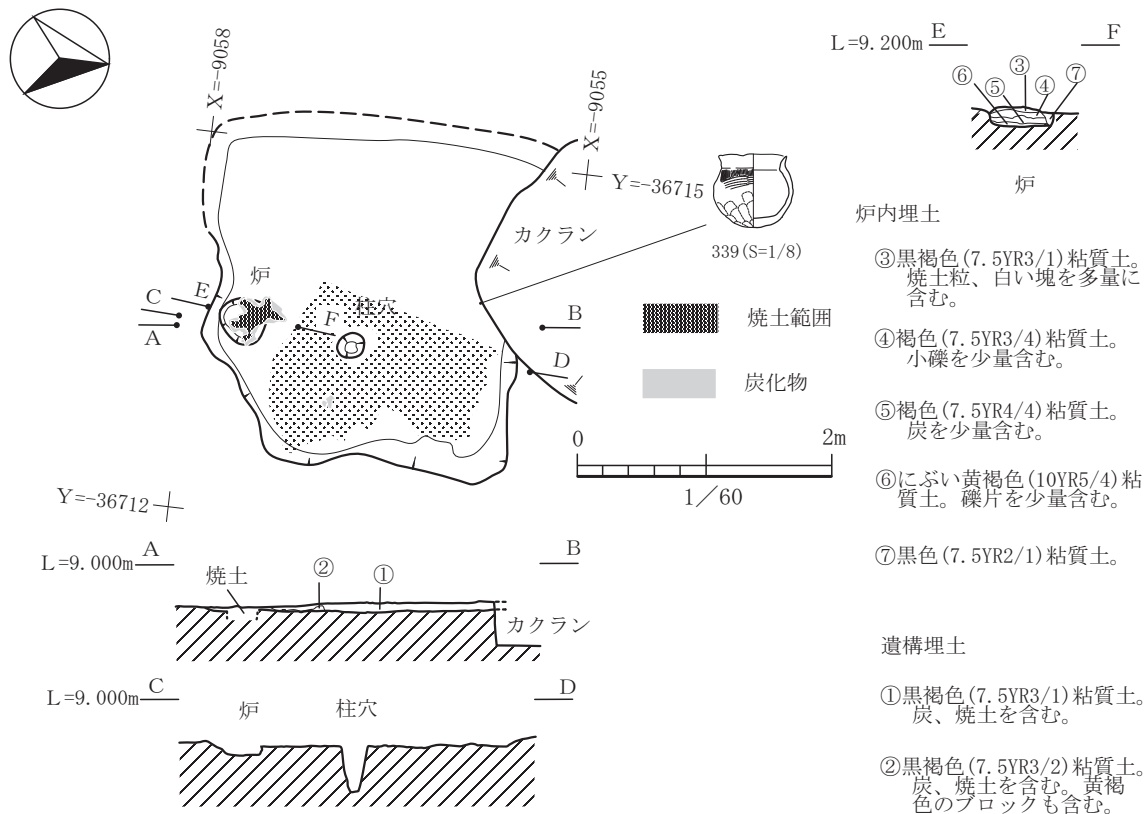 X=-9058
X=-9055
Y=-36715
カクラン
339(S=1/8)
炉
柱穴
C
E
A
F
B
D
焼土範囲
炭化物
0
2m
1／60
Y=-36712
L=9.000m
A
B
焼土
②
①
カクラン
L=9.000m
C
D
炉
柱穴
L=9.200m
E
F
⑥
⑤
③
④
⑦
炉
炉内埋土
③黒褐色(7.5YR3/1)粘質土。
焼土粒、白い塊を多量に
含む。
④褐色(7.5YR3/4)粘質土。
小礫を少量含む。
⑤褐色(7.5YR4/4)粘質土。
炭を少量含む。
⑥にぶい黄褐色(10YR5/4)粘
質土。礫片を少量含む。
⑦黒色(7.5YR2/1)粘質土。
遺構埋土
①黒褐色(7.5YR3/1)粘質土。
炭、焼土を含む。
②黒褐色(7.5YR3/2)粘質土。
炭、焼土を含む。黄褐
色のブロックも含む。